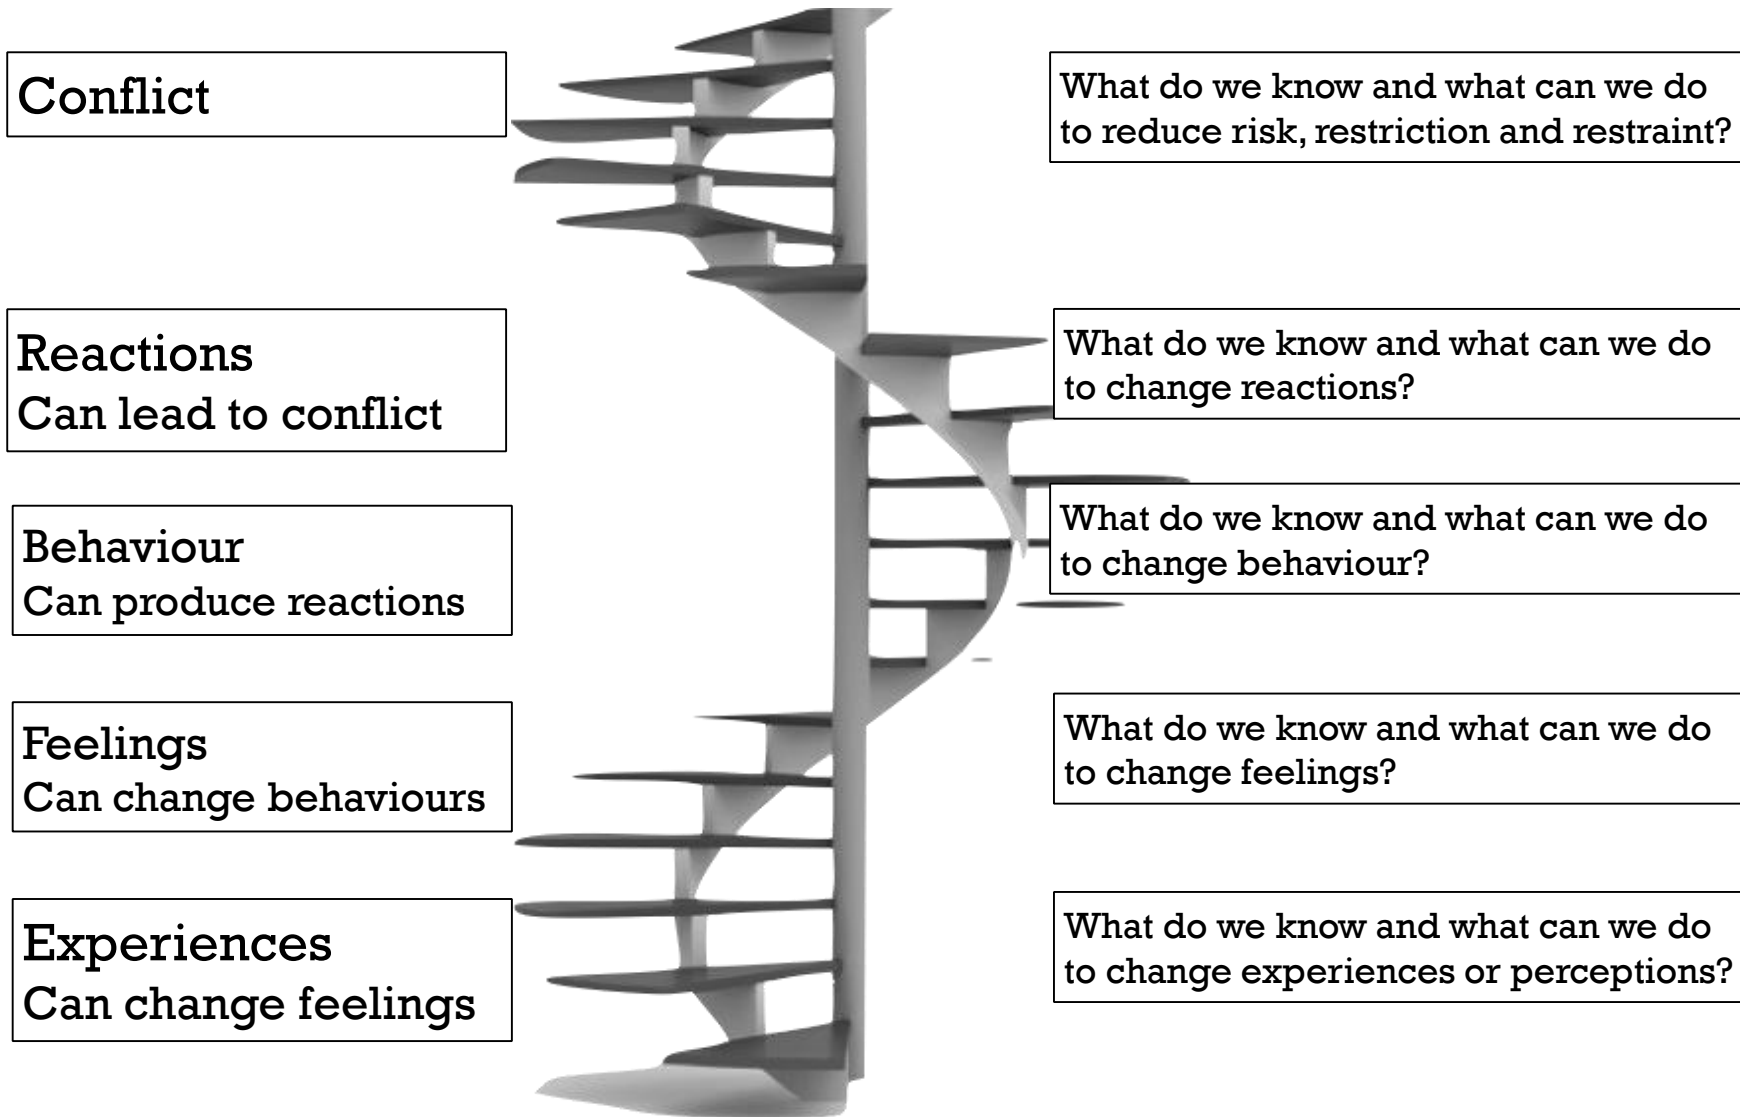 Conflict
What do we know and what can we do
to reduce risk, restriction and restraint?
Reactions
Can lead to conflict
What do we know and what can we do
to change reactions?
Behaviour
Can produce reactions
What do we know and what can we do
to change behaviour?
Feelings
Can change behaviours
What do we know and what can we do
to change feelings?
Experiences
Can change feelings
What do we know and what can we do
to change experiences or perceptions?